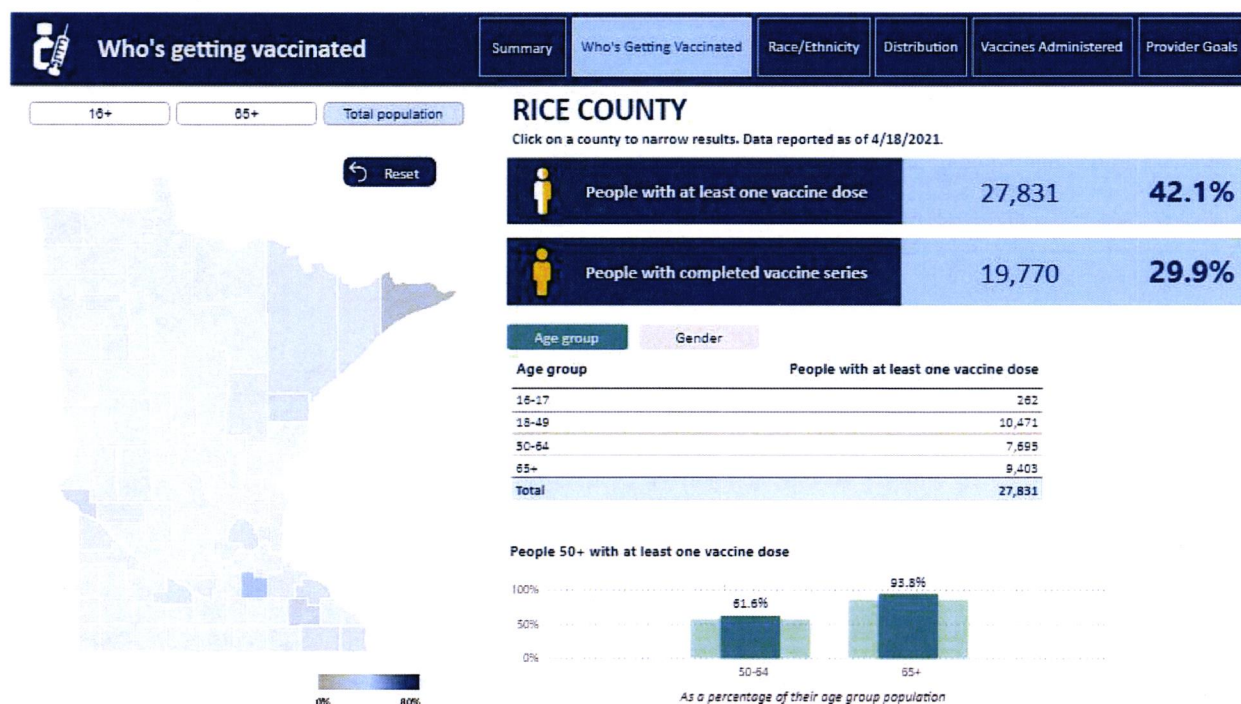 Who's getting vaccinated
Summary
Who's Getting Vaccinated
Race/Ethnicity
Distribution
Vaccines Administered
Provider Goals
16+
65+
Total population
Reset
0%
80%
RICE COUNTY
Click on a county to narrow results. Data reported as of 4/18/2021.
People with at least one vaccine dose 27,831 42.1%
People with completed vaccine series 19,770 29.9%
Age group
Gender
Age group People with at least one vaccine dose
16-17 262
18-49 10,471
50-64 7,695
65+ 9,403
Total 27,831
People 50+ with at least one vaccine dose
100%
50%
0%
61.6%
93.8%
50-64
65+
As a percentage of their age group population